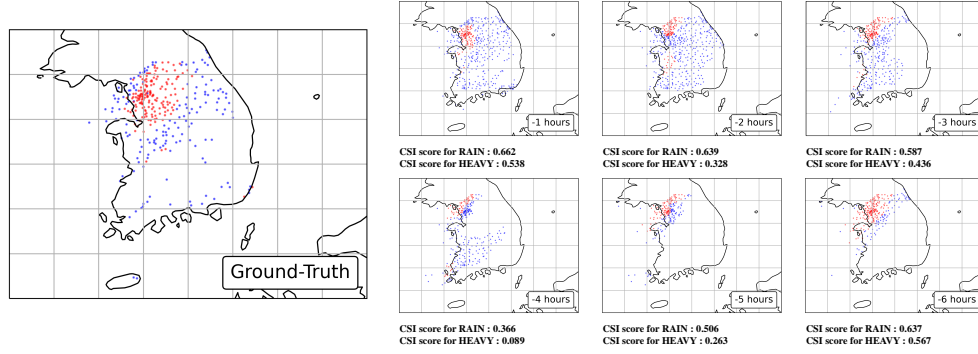 Ground-Truth
-1 hours
CSI score for RAIN : 0.662
CSI score for HEAVY : 0.538
-2 hours
CSI score for RAIN : 0.639
CSI score for HEAVY : 0.328
-3 hours
CSI score for RAIN : 0.587
CSI score for HEAVY : 0.436
-4 hours
CSI score for RAIN : 0.366
CSI score for HEAVY : 0.089
-5 hours
CSI score for RAIN : 0.506
CSI score for HEAVY : 0.263
-6 hours
CSI score for RAIN : 0.637
CSI score for HEAVY : 0.567